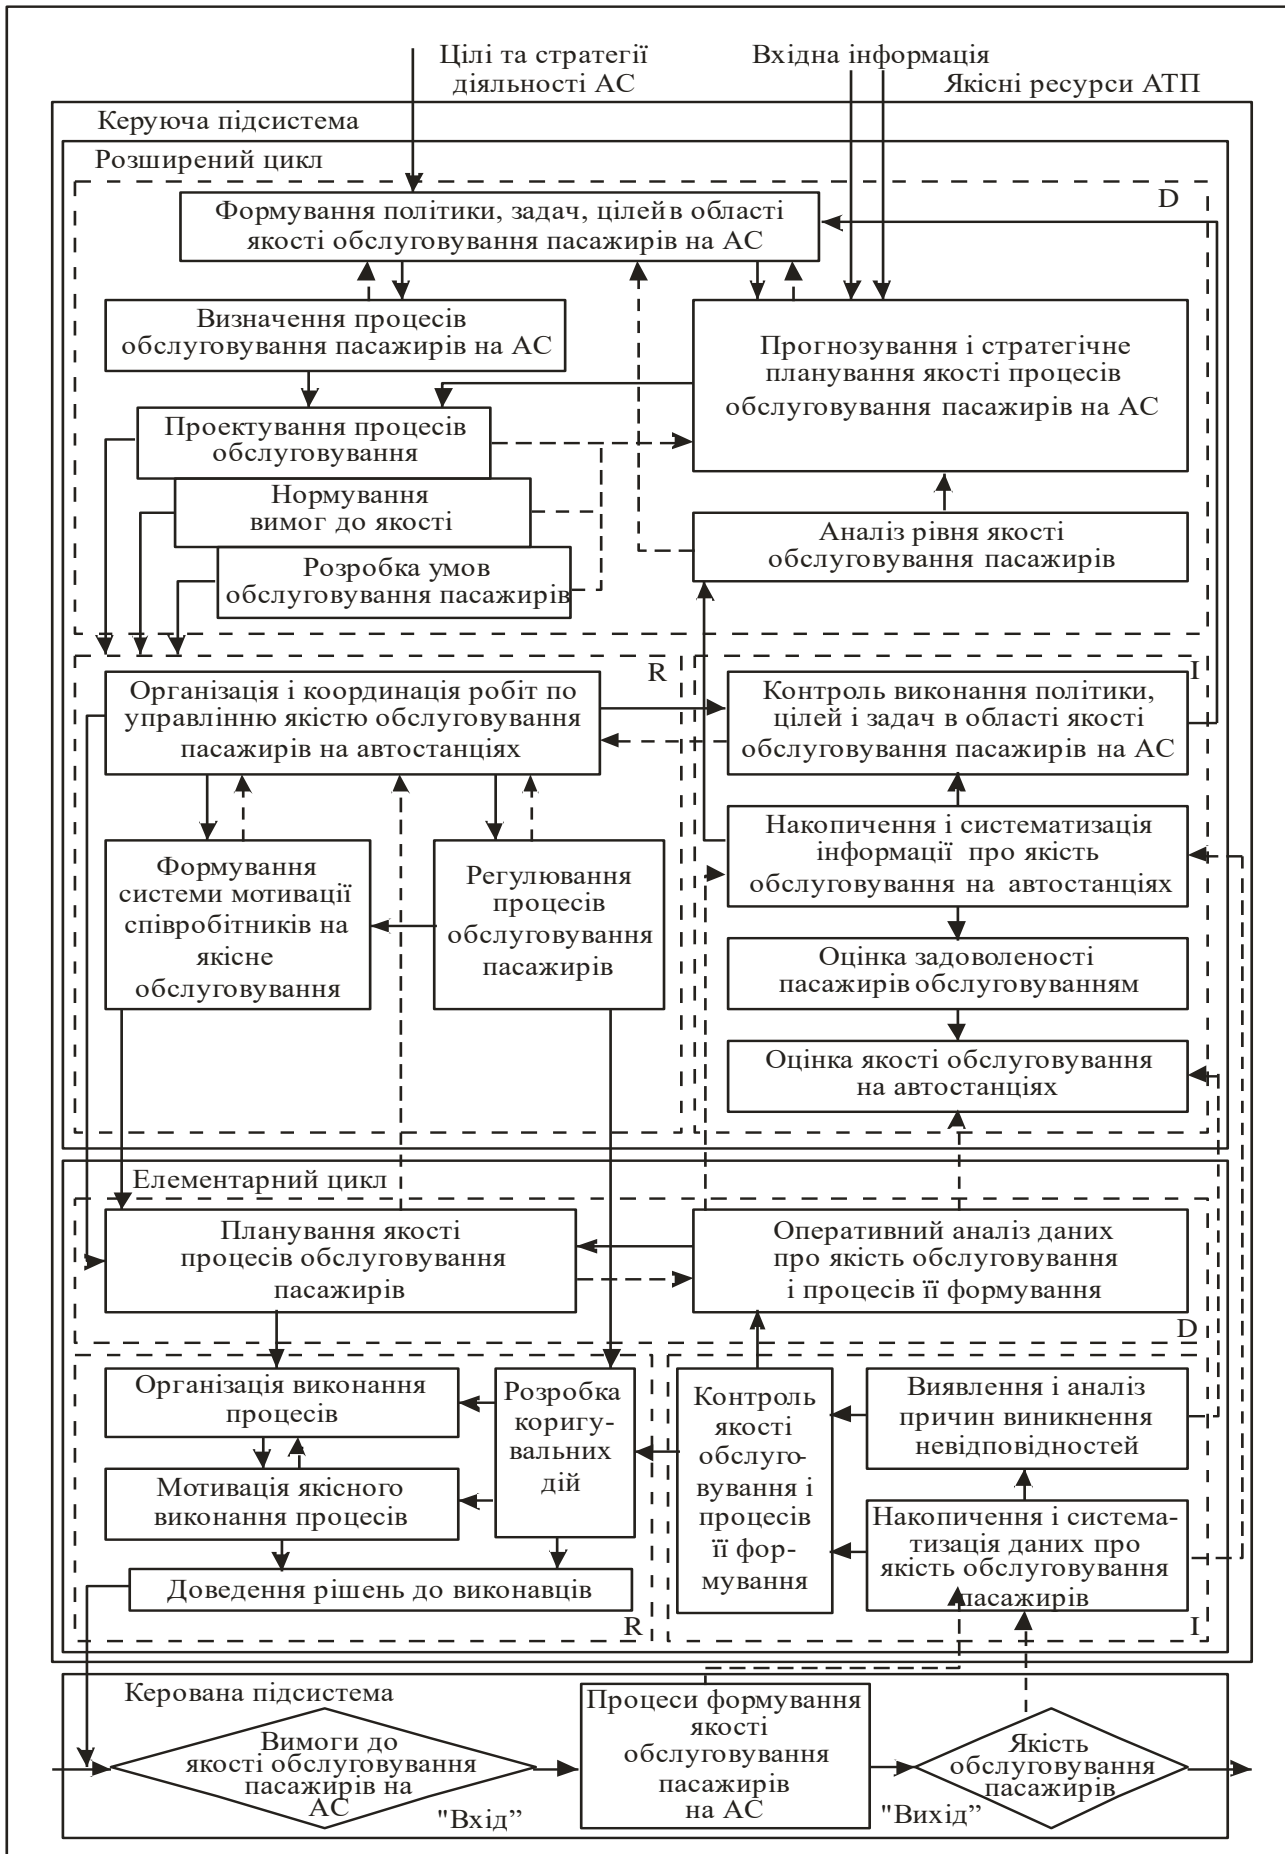 Цілі та стратегії
діяльності АС
Вхідна інформація
Якісні ресурси АТП
Керуюча підсистема
Розширений цикл
D
Формування політики, задач, цілей в області
якості обслуговування пасажирів на АС
Визначення процесів
обслуговування пасажирів на АС
Прогнозування і стратегічне
планування якості процесів
обслуговування пасажирів на АС
Проектування процесів
обслуговування
Нормування
вимог до якості
Розробка умов
обслуговування пасажирів
Аналіз рівня якості
обслуговування пасажирів
R
Організація і координація робіт по
управлінню якістю обслуговування
пасажирів на автостанціях
I
Контроль виконання політики,
цілей і задач в області якості
обслуговування пасажирів на АС
Формування
системи мотивації
співробітників на
якісне
обслуговування
Регулювання
процесів
обслуговування
пасажирів
Накопичення і систематизація
інформації про якість
обслуговування на автостанціях
Оцінка задоволеності
пасажирів обслуговуванням
Оцінка якості обслуговування
на автостанціях
Елементарний цикл
Планування якості
процесів обслуговування
пасажирів
Оперативний аналіз даних
про якість обслуговування
і процесів її формування
D
Організація виконання
процесів
Мотивація якісного
виконання процесів
Розробка
коригу-
вальних
дій
Доведення рішень до виконавців
R
Контроль
якості
обслуго-
вування і
процесів
її фор-
мування
Виявлення і аналіз
причин виникнення
невідповідностей
Накопичення і система-
тизація даних про
якість обслуговування
пасажирів
I
Керована підсистема
Вимоги до
якості обслуговування
пасажирів на
АС
"Вхід”
Процеси формування
якості
обслуговування
пасажирів
на АС
"Вихід”
Якість
обслуговування
пасажирів